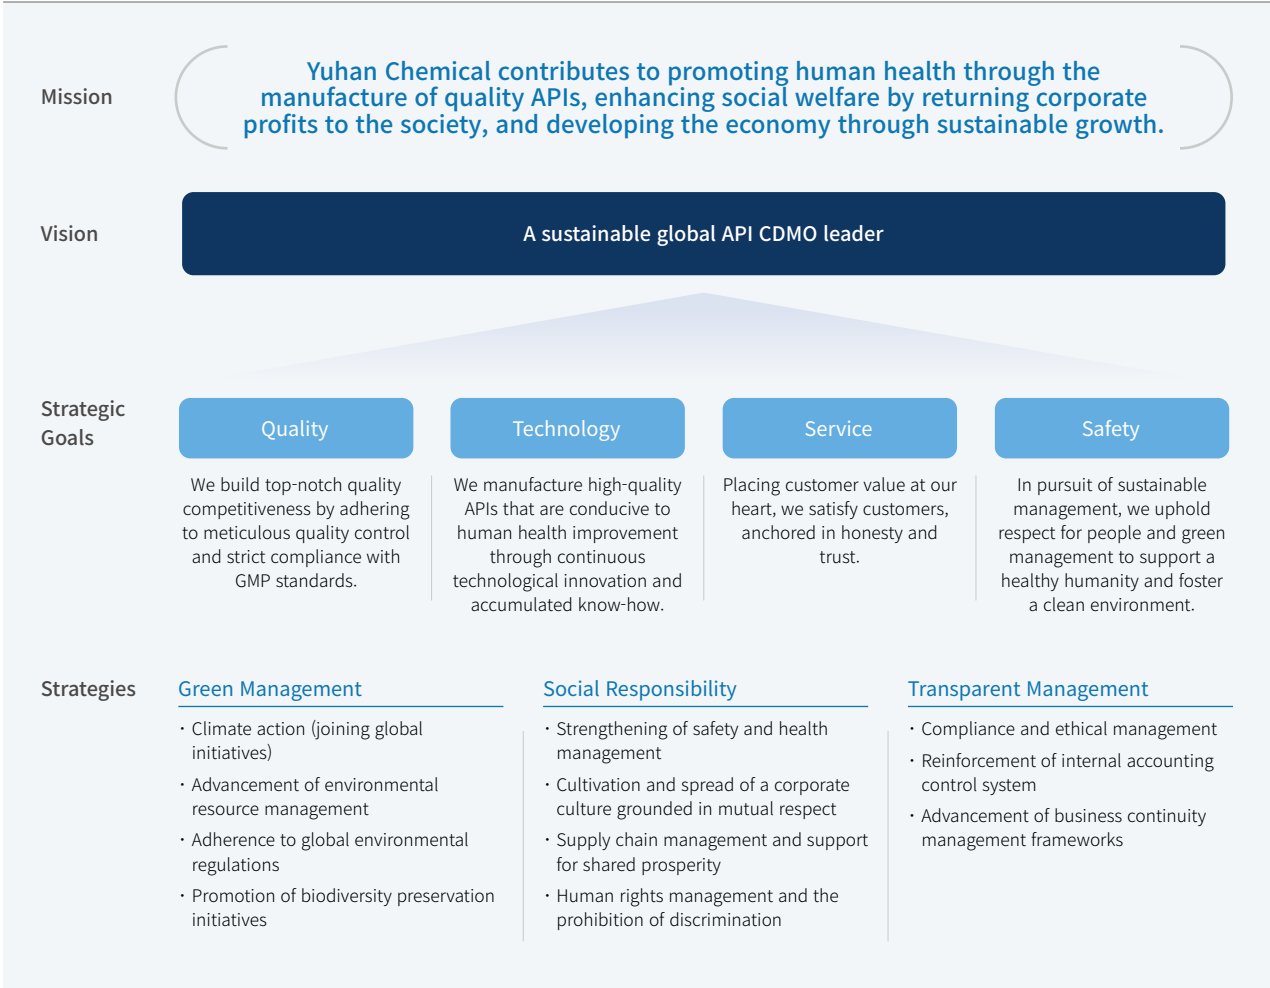 Mission
Yuhan Chemical contributes to promoting human health through the
manufacture of quality APIs, enhancing social welfare by returning corporate
profits to the society, and developing the economy through sustainable growth.
Vision
A sustainable global API CDMO leader
Strategic
Goals
Quality
We build top-notch quality
competitiveness by adhering
to meticulous quality control
and strict compliance with
GMP standards.
Technology
We manufacture high-quality
APIs that are conducive to
human health improvement
through continuous
technological innovation and
accumulated know-how.
Service
Placing customer value at our
heart, we satisfy customers,
anchored in honesty and
trust.
Safety
In pursuit of sustainable
management, we uphold
respect for people and green
management to support a
healthy humanity and foster
a clean environment.
Strategies
Green Management
· Climate action (joining global
initiatives)
· Advancement of environmental
resource management
· Adherence to global environmental
regulations
· Promotion of biodiversity preservation
initiatives
Social Responsibility
· Strengthening of safety and health
management
· Cultivation and spread of a corporate
culture grounded in mutual respect
· Supply chain management and support
for shared prosperity
· Human rights management and the
prohibition of discrimination
Transparent Management
· Compliance and ethical management
· Reinforcement of internal accounting
control system
· Advancement of business continuity
management frameworks